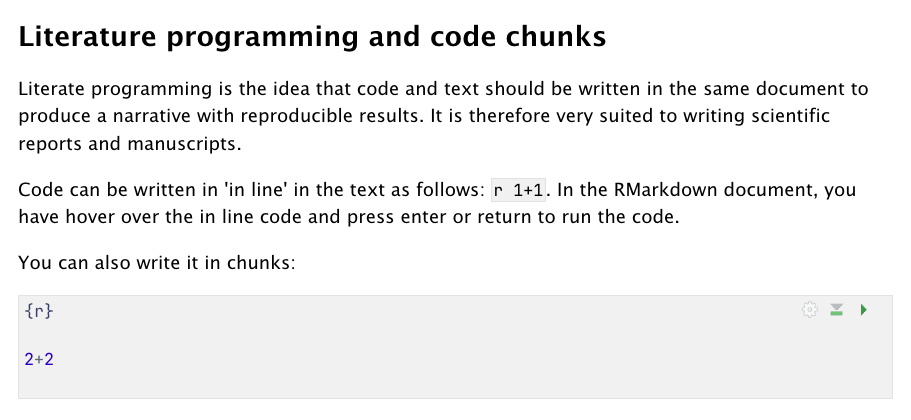 Literature programming and code chunks
Literate programming is the idea that code and text should be written in the same document to
produce a narrative with reproducible results. It is therefore very suited to writing scientific
reports and manuscripts.
Code can be written in 'in line' in the text as follows: r 1+1. In the RMarkdown document, you
have hover over the in line code and press enter or return to run the code.
You can also write it in chunks:
{r}
2+2